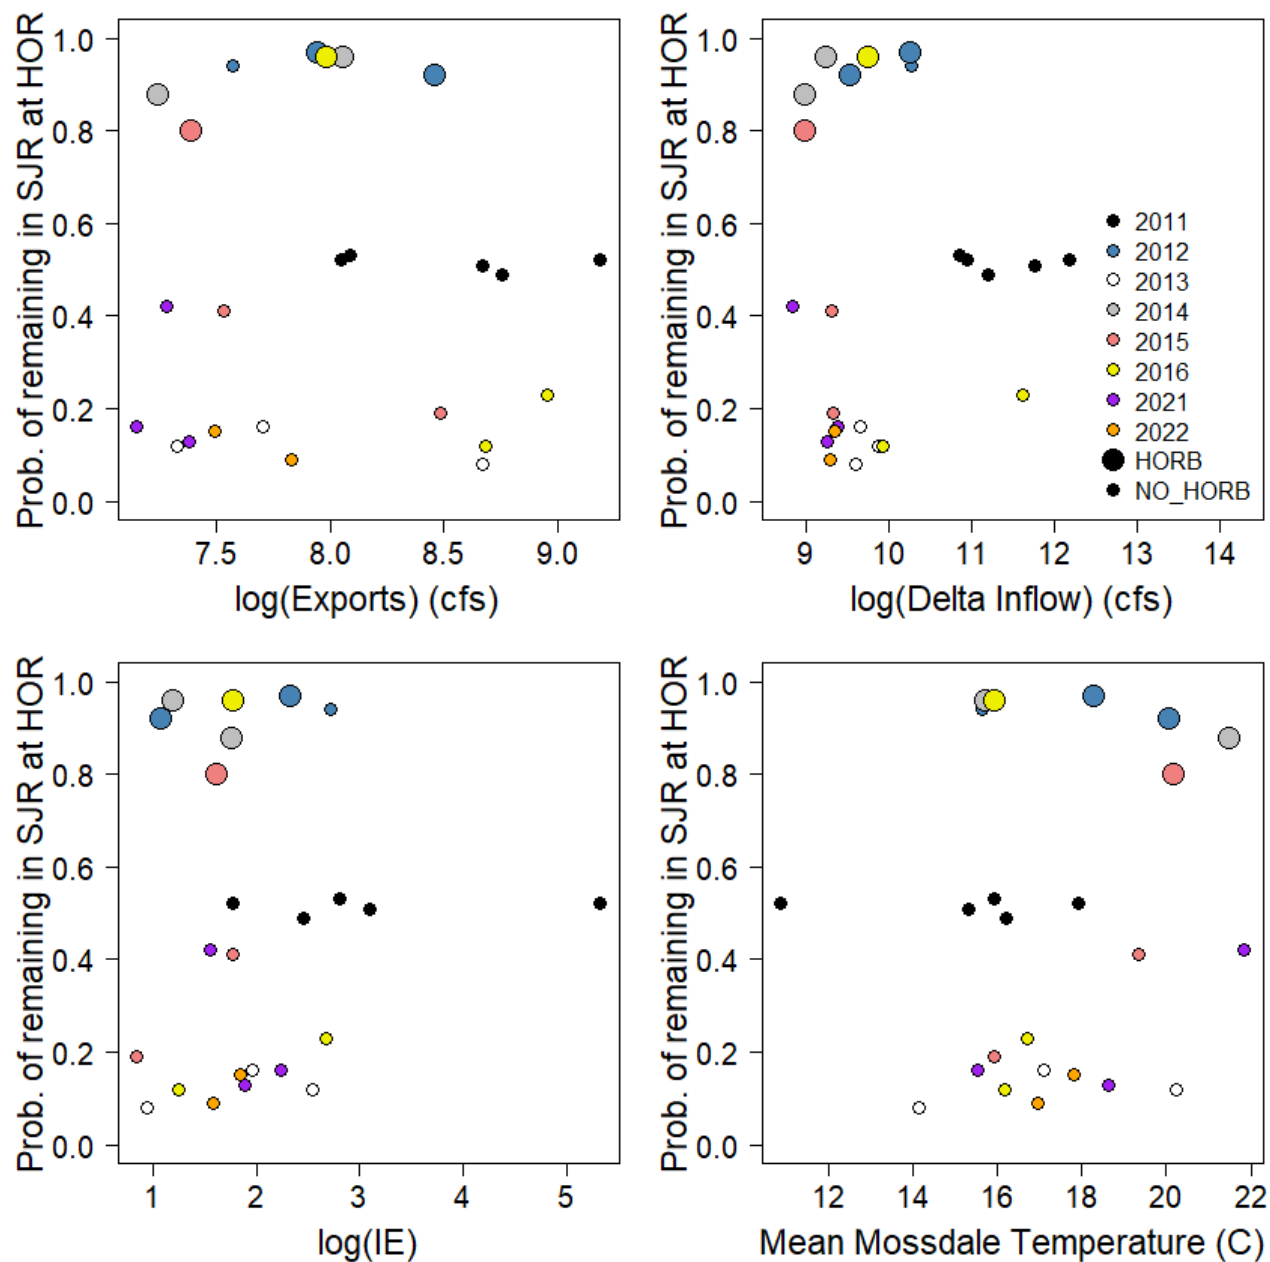 Prob. of remaining in SJR at HOR
1.0
0.8
0.6
0.4
0.2
0.0
7.5 8.0 8.5 9.0
log(Exports) (cfs)
Prob. of remaining in SJR at HOR
1.0
0.8
0.6
0.4
0.2
0.0
2011
2012
2013
2014
2015
2016
2021
2022
HORB
NO_HORB
9 10 11 12 13 14
log(Delta Inflow) (cfs)
Prob. of remaining in SJR at HOR
1.0
0.8
0.6
0.4
0.2
0.0
1 2 3 4 5
log(IE)
Prob. of remaining in SJR at HOR
1.0
0.8
0.6
0.4
0.2
0.0
12 14 16 18 20 22
Mean Mossdale Temperature (C)